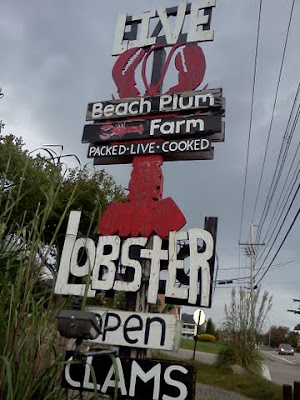 LIVE
Beach Plum
Farm
PACKED·LIVE·COOKED
LOBSTER
OPEN
CLAMS